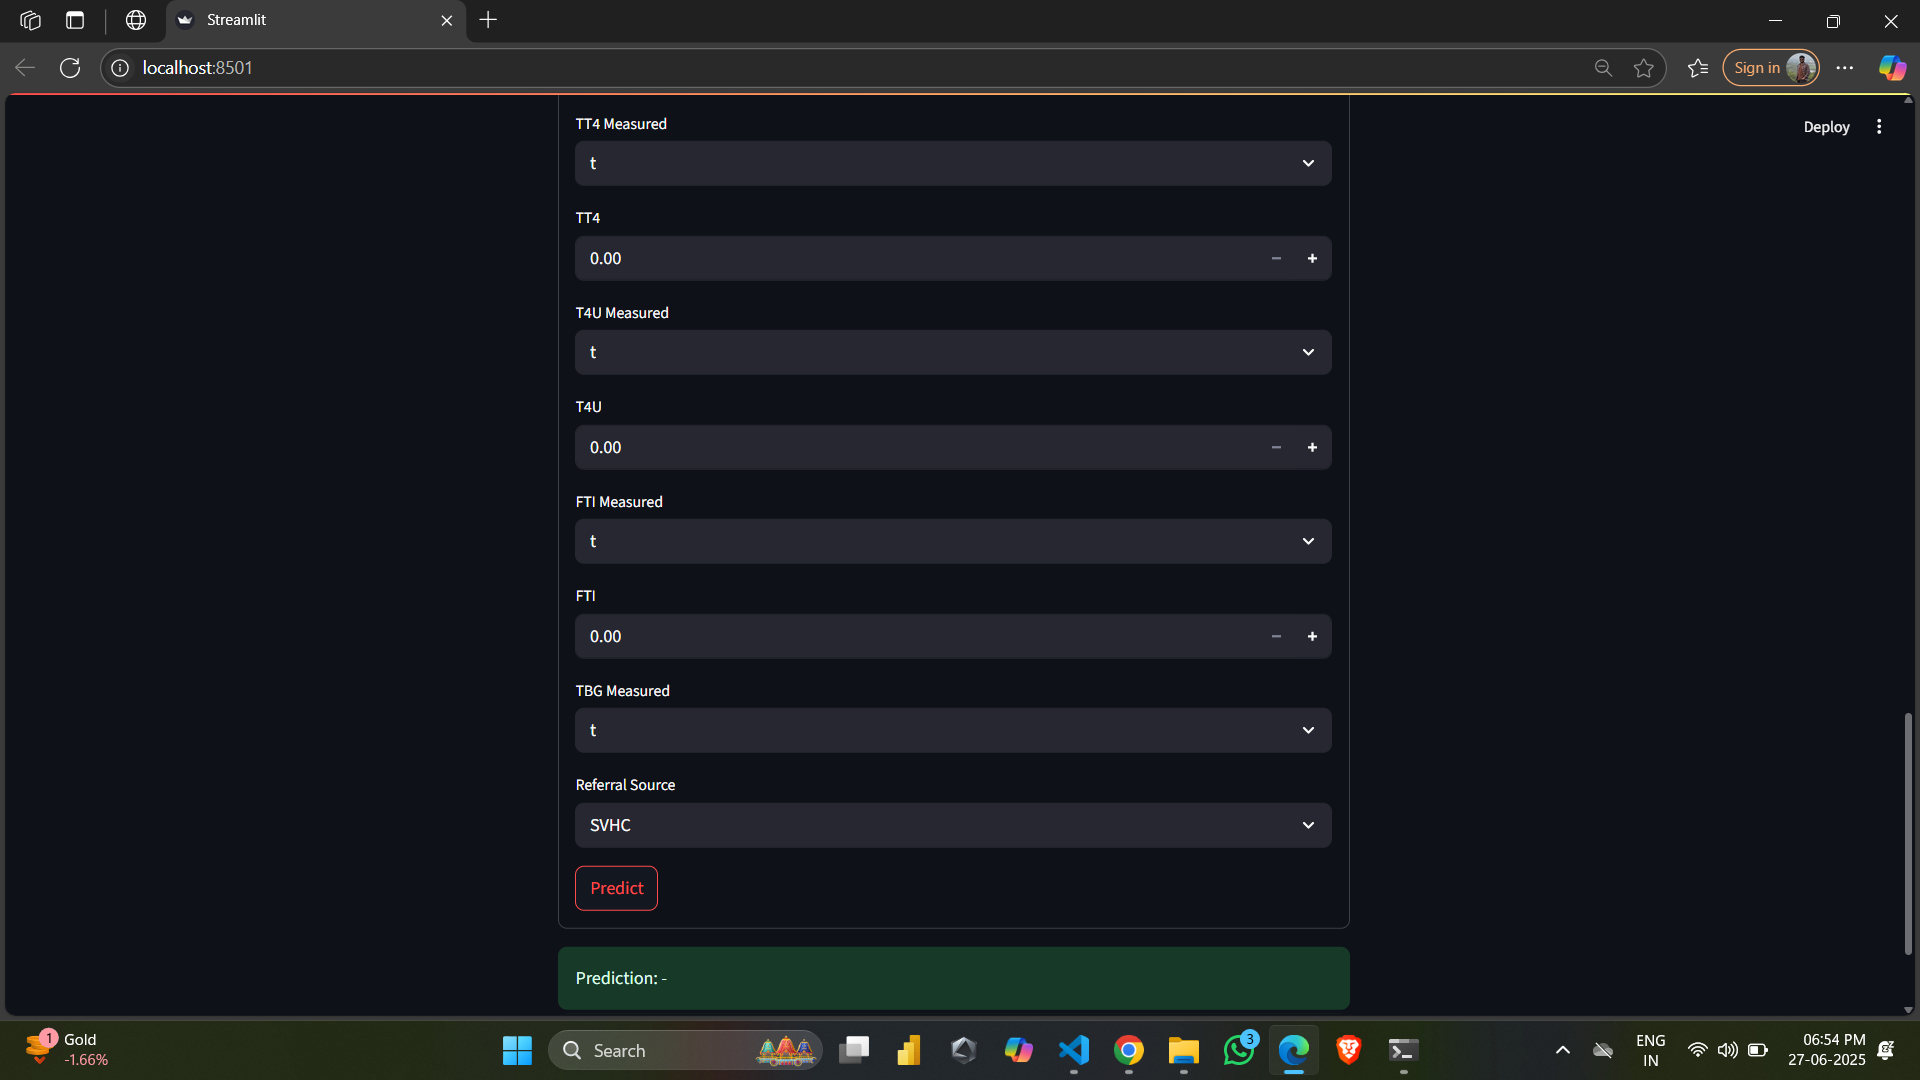 Streamlit
localhost:8501
Sign in
Deploy
TT4 Measured
t
TT4
0.00
T4U Measured
t
T4U
0.00
FTI Measured
t
FTI
0.00
TBG Measured
t
Referral Source
SVHC
Predict
Prediction: -
1
Gold
-1.66%
Search
3
ENG
IN
06:54 PM
27-06-2025